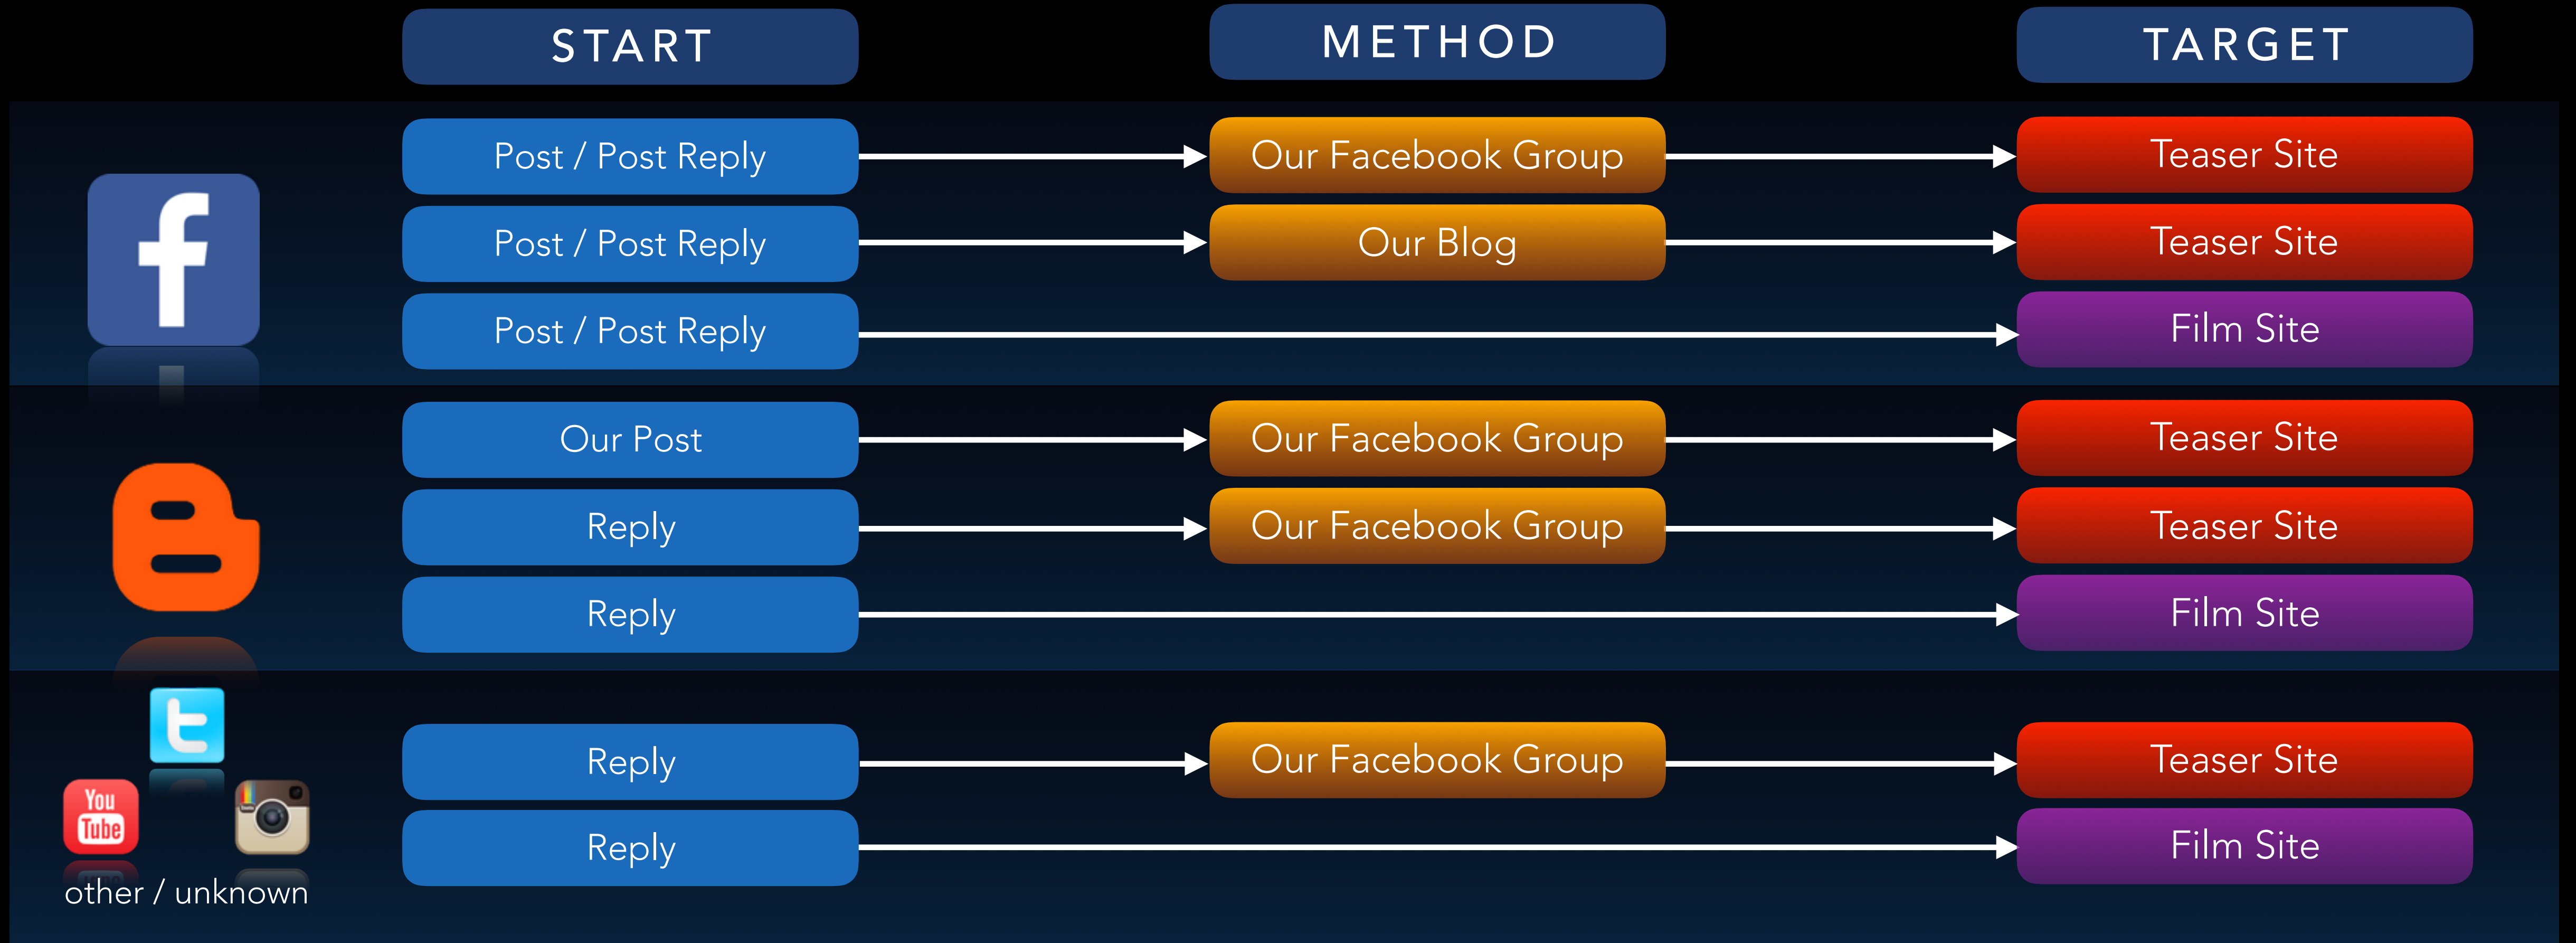 START
METHOD
TARGET
Post / Post Reply
Our Facebook Group
Teaser Site
Post / Post Reply
Our Blog
Teaser Site
Post / Post Reply
Film Site
Our Post
Our Facebook Group
Teaser Site
Reply
Our Facebook Group
Teaser Site
Reply
Film Site
Reply
Our Facebook Group
Teaser Site
You
Tube
Reply
Film Site
other / unknown